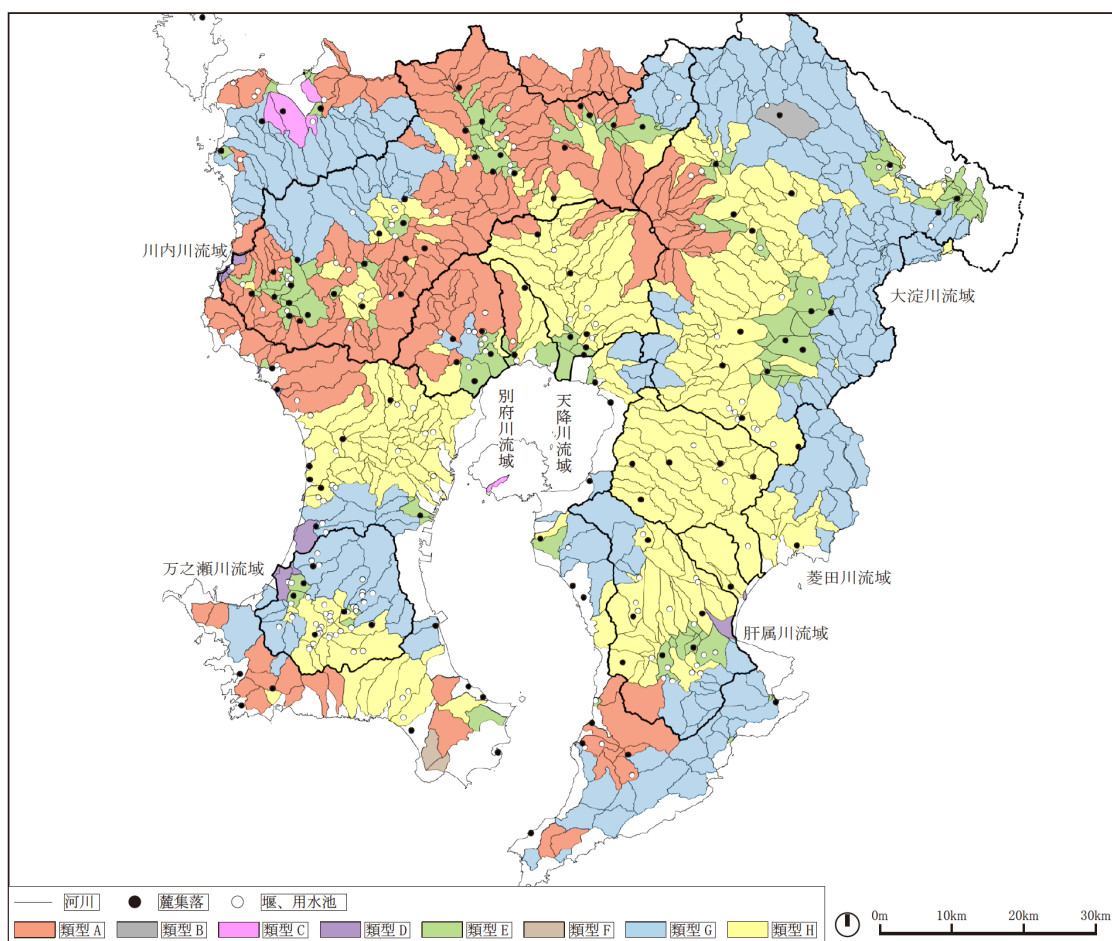 川内川流域
大淀川流域
別府川流域
天降川流域
万之瀬川流域
菱田川流域
肝属川流域
河川
麓集落
堰、用水池
類型 A
類型 B
類型 C
類型 D
類型 E
類型 F
類型 G
類型 H
0m 10km 20km 30km